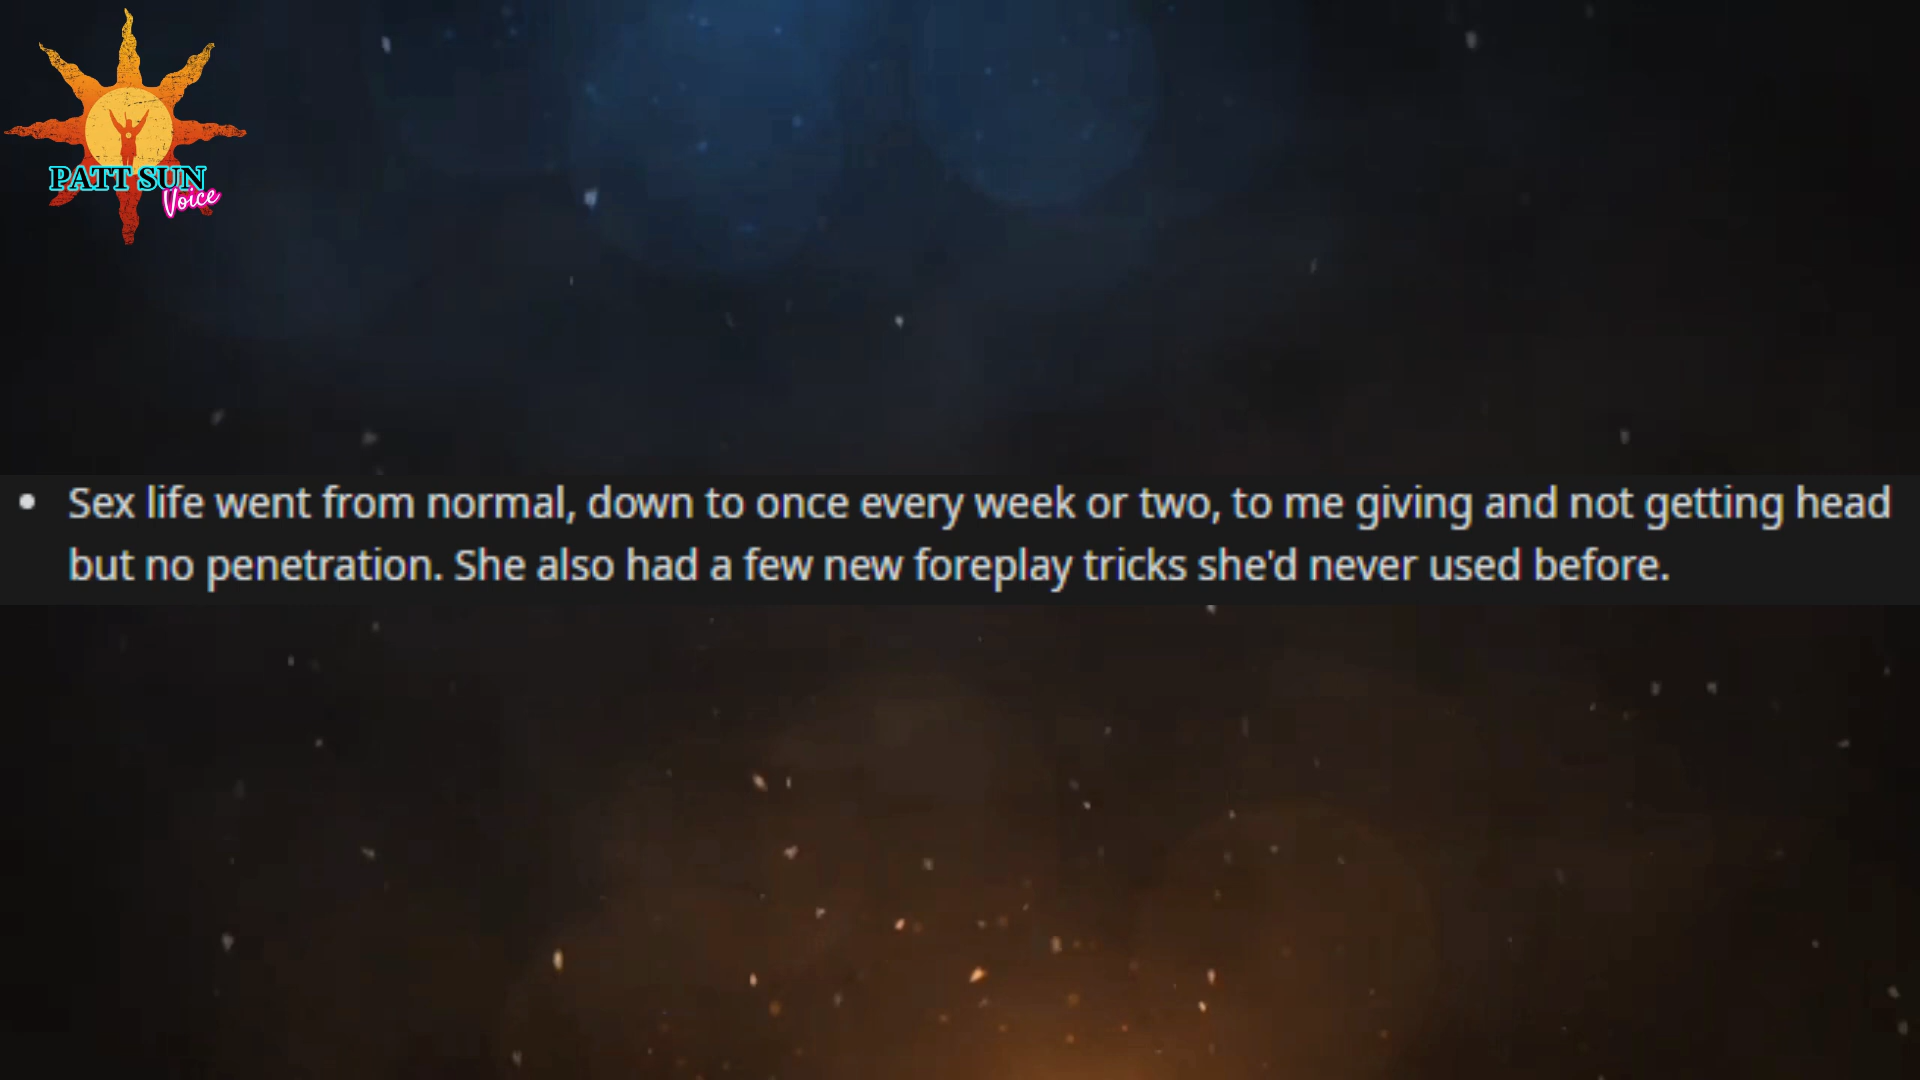 PATT SUN
Voice
• Sex life went from normal, down to once every week or two, to me giving and not getting head
but no penetration. She also had a few new foreplay tricks she'd never used before.